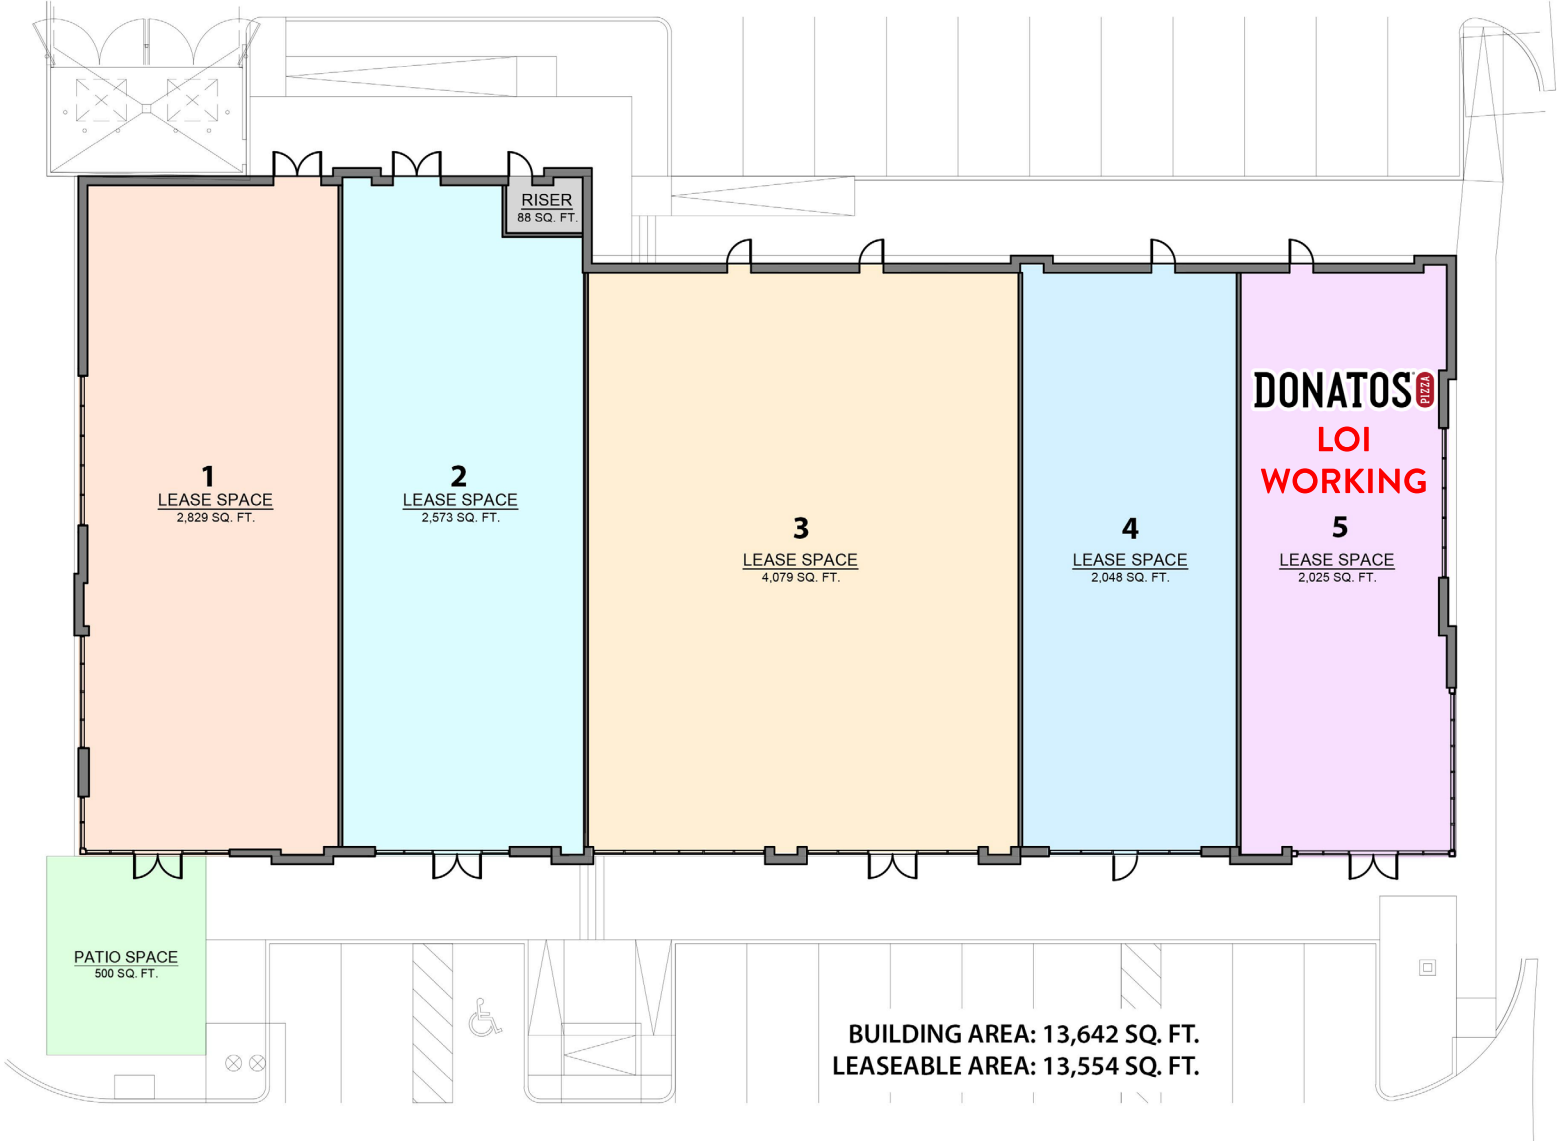 RISER
88 SQ. FT.
DONATOS PIZZA
LOI
WORKING
1
LEASE SPACE
2,829 SQ. FT.
2
LEASE SPACE
2,573 SQ. FT.
3
LEASE SPACE
4,079 SQ. FT.
4
LEASE SPACE
2,048 SQ. FT.
5
LEASE SPACE
2,025 SQ. FT.
PATIO SPACE
500 SQ. FT.
BUILDING AREA: 13,642 SQ. FT.
LEASEABLE AREA: 13,554 SQ. FT.